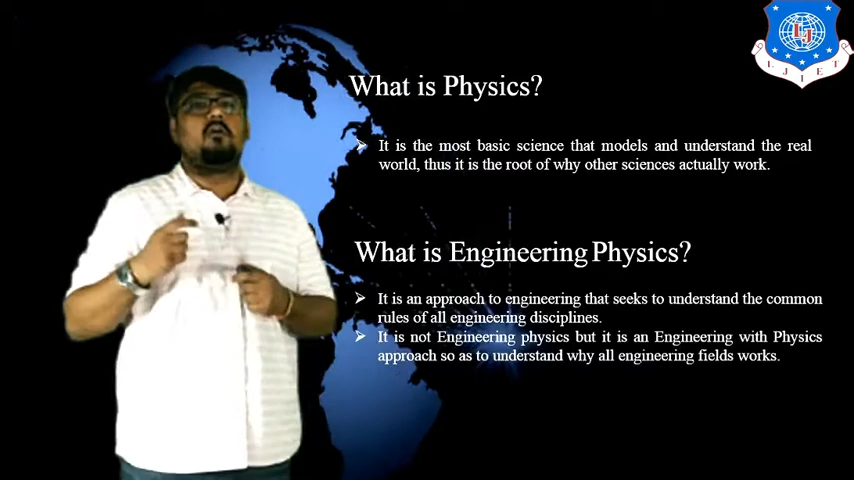 LJ
LJIET
What is Physics?
It is the most basic science that models and understand the real
world, thus it is the root of why other sciences actually work.
What is Engineering Physics?
It is an approach to engineering that seeks to understand the common
rules of all engineering disciplines.
It is not Engineering physics but it is an Engineering with Physics
approach so as to understand why all engineering fields works.